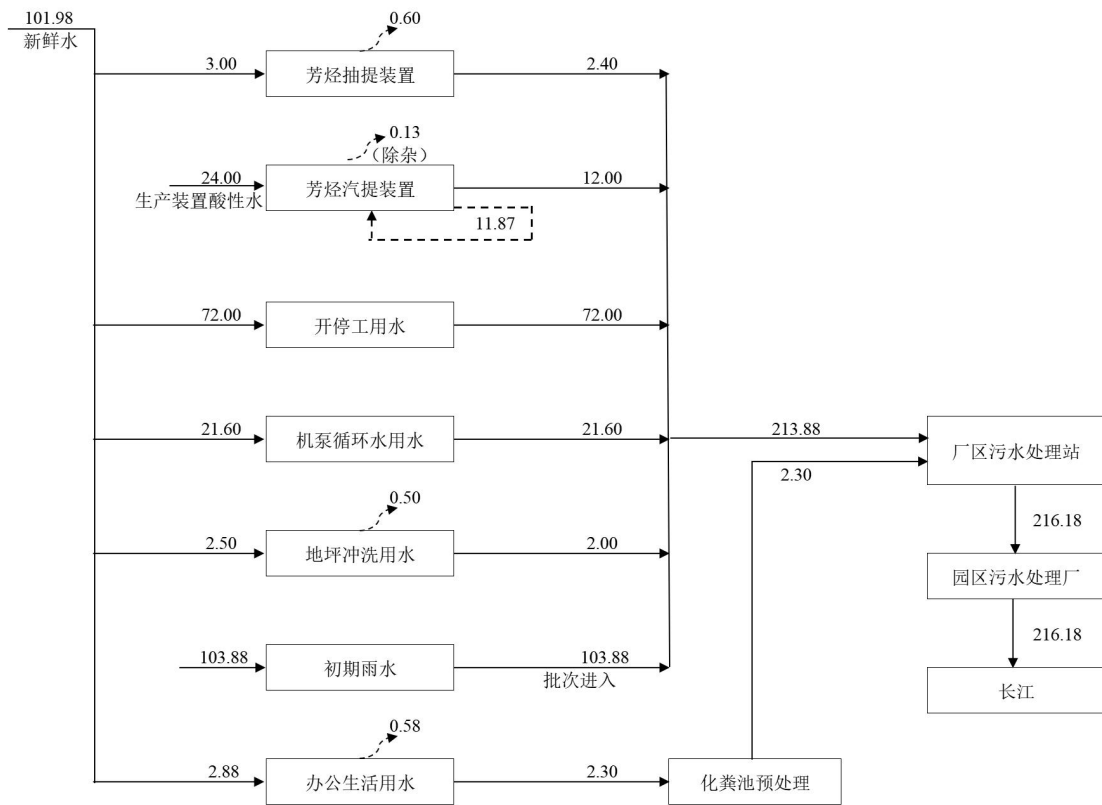 101.98
新鲜水
0.60
3.00
芳烃抽提装置
2.40
0.13
（除杂）
24.00
生产装置酸性水
芳烃汽提装置
12.00
11.87
72.00
开停工用水
72.00
21.60
机泵循环水用水
21.60
213.88
厂区污水处理站
2.30
0.50
2.50
地坪冲洗用水
2.00
216.18
园区污水处理厂
216.18
103.88
初期雨水
103.88
批次进入
长江
0.58
2.88
办公生活用水
2.30
化粪池预处理